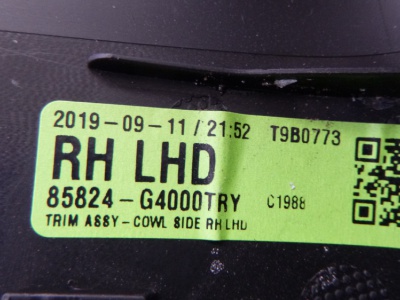 2019-09-11/21:52 T9B0773
RH LHD
85824-G4000TRY C1988
TRIM ASSY-COWL SIDE RH LHD